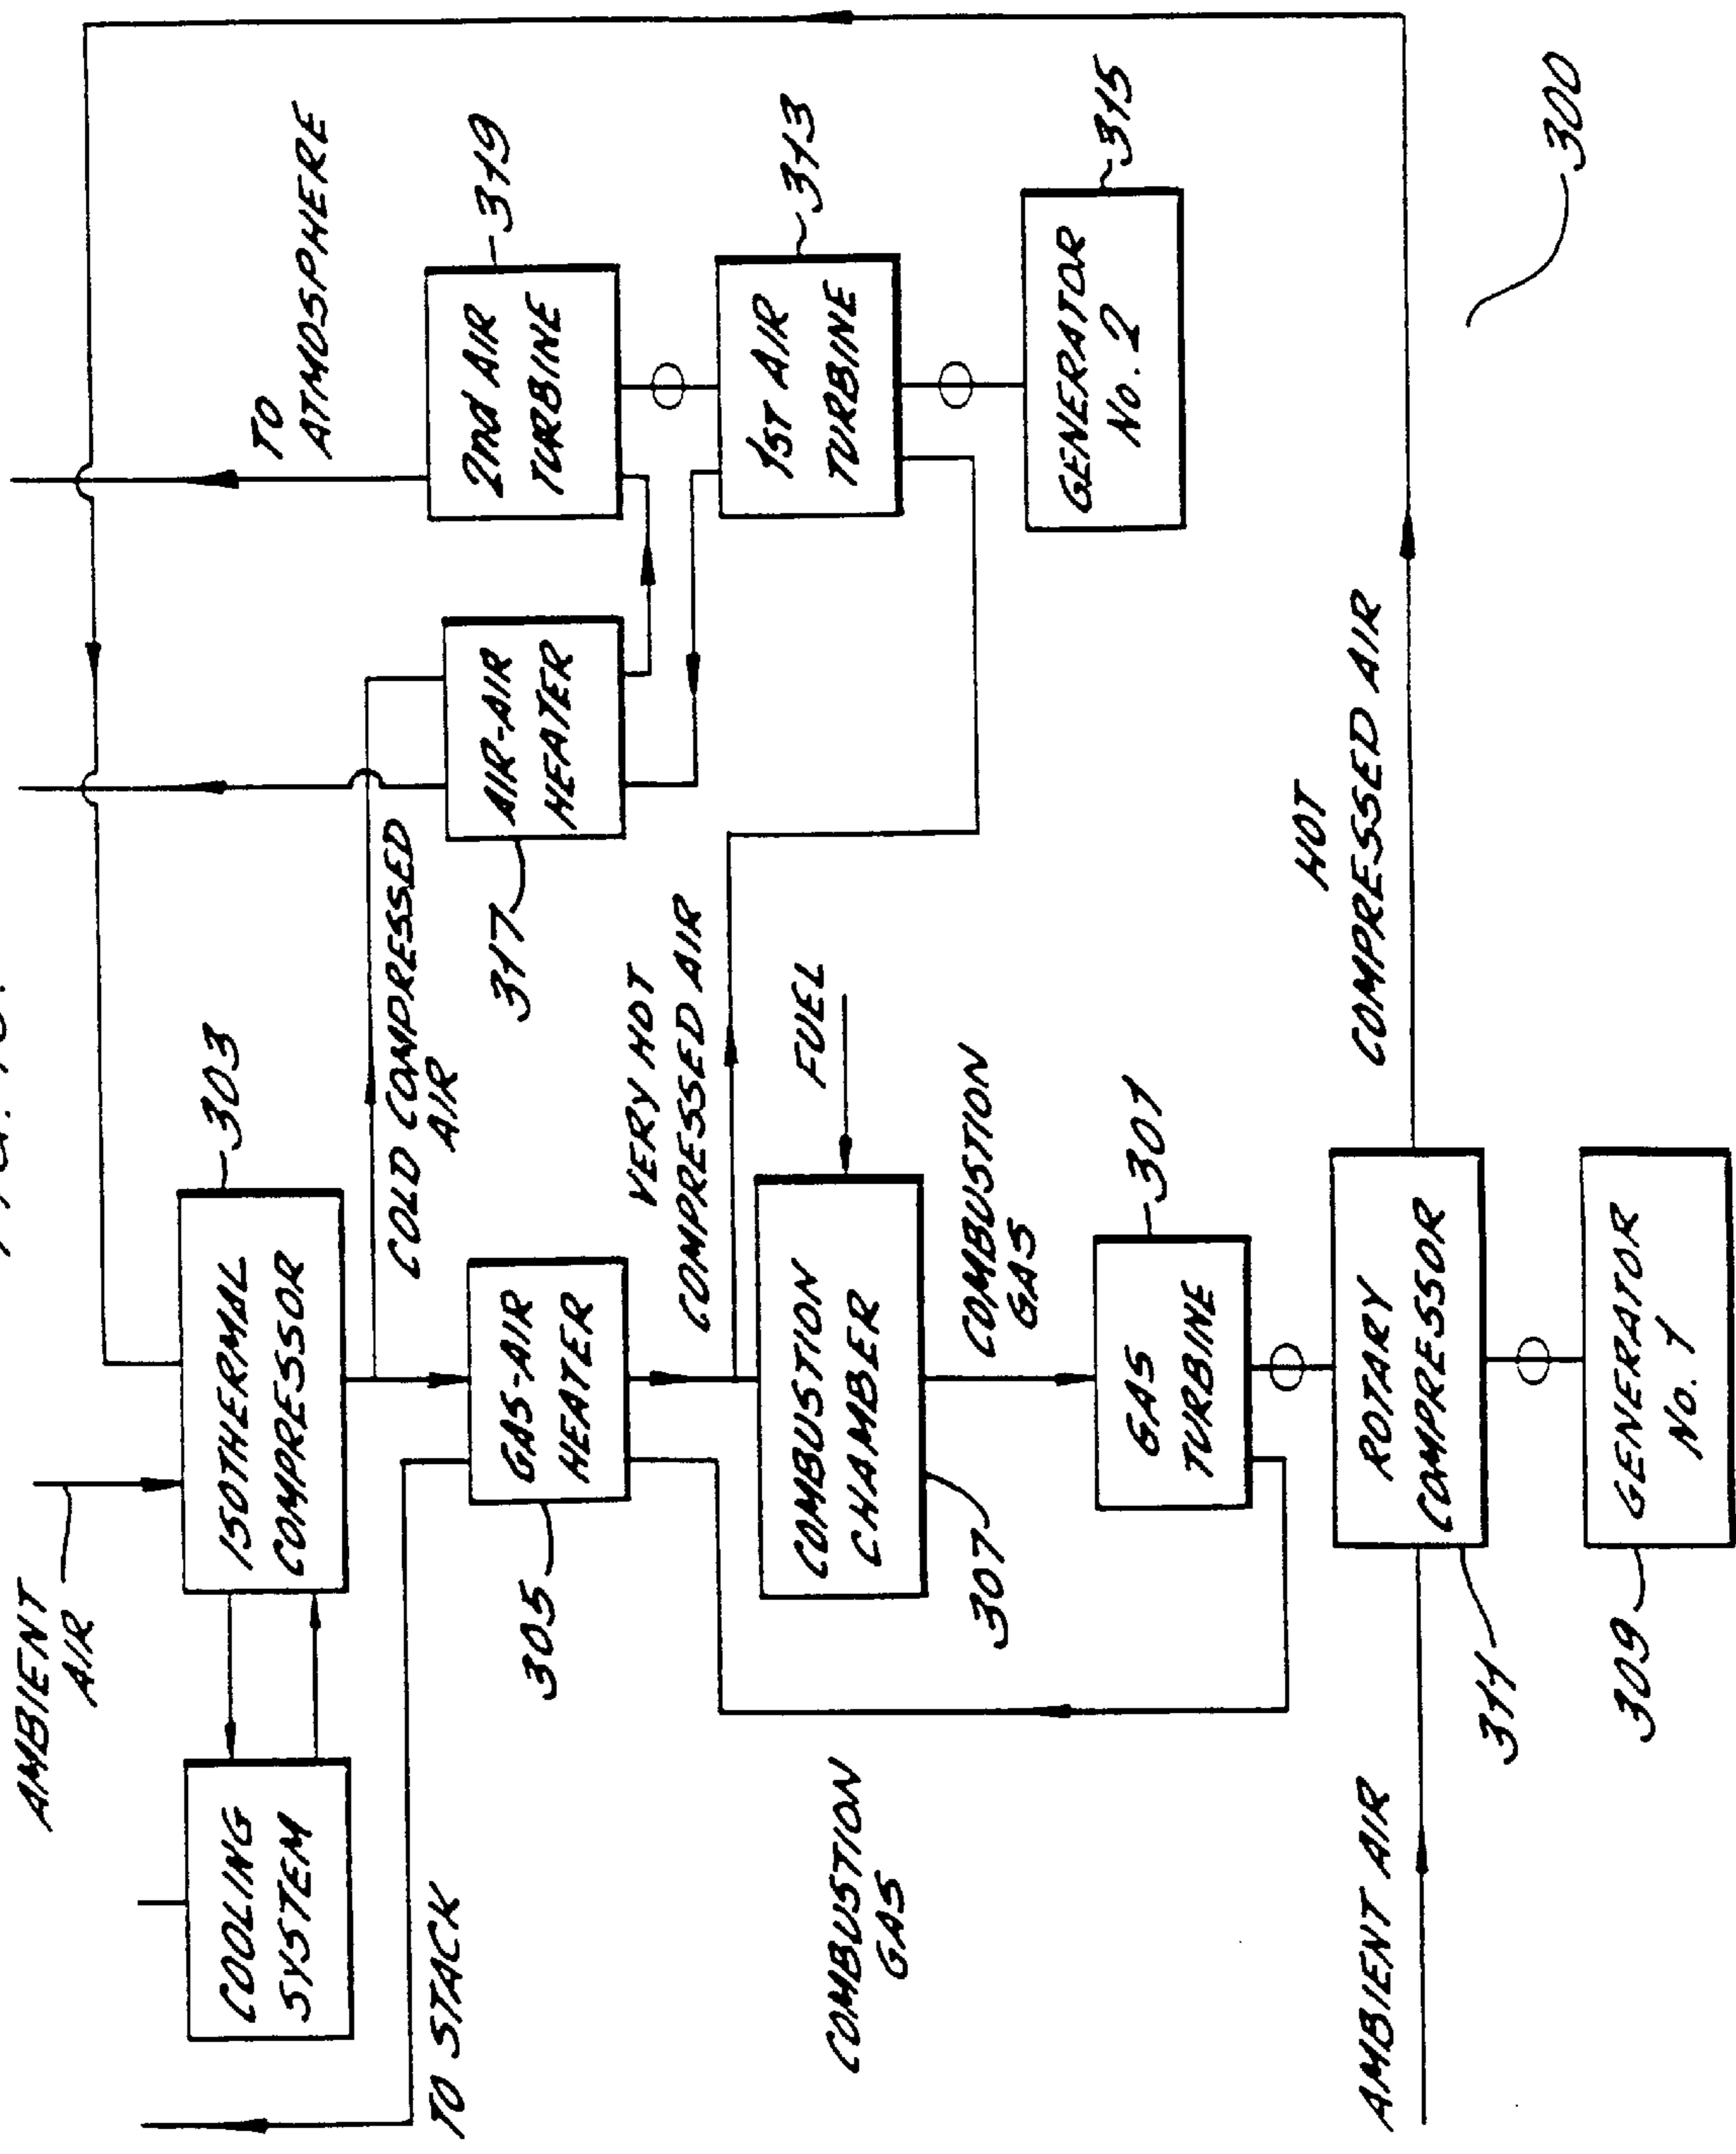 AMBIENT
AIR
COOLING
SYSTEM
TO STACK
ISOTHERMAL
COMPRESSOR
303
COLD COMPRESSED
AIR
GAS-AIR
HEATER
305
VERY HOT
COMPRESSED AIR
FUEL
COMBUSTION
CHAMBER
307
COMBUSTION
GAS
COMBUSTION
GAS
GAS
TURBINE
301
AMBIENT AIR
ROTARY
COMPRESSOR
311
GENERATOR
No. 1
309
HOT
COMPRESSED AIR
TO
ATMOSPHERE
AIR-AIR
HEATER
317
2nd AIR
TURBINE
319
1ST AIR
TURBINE
313
GENERATOR
No. 2
315
300